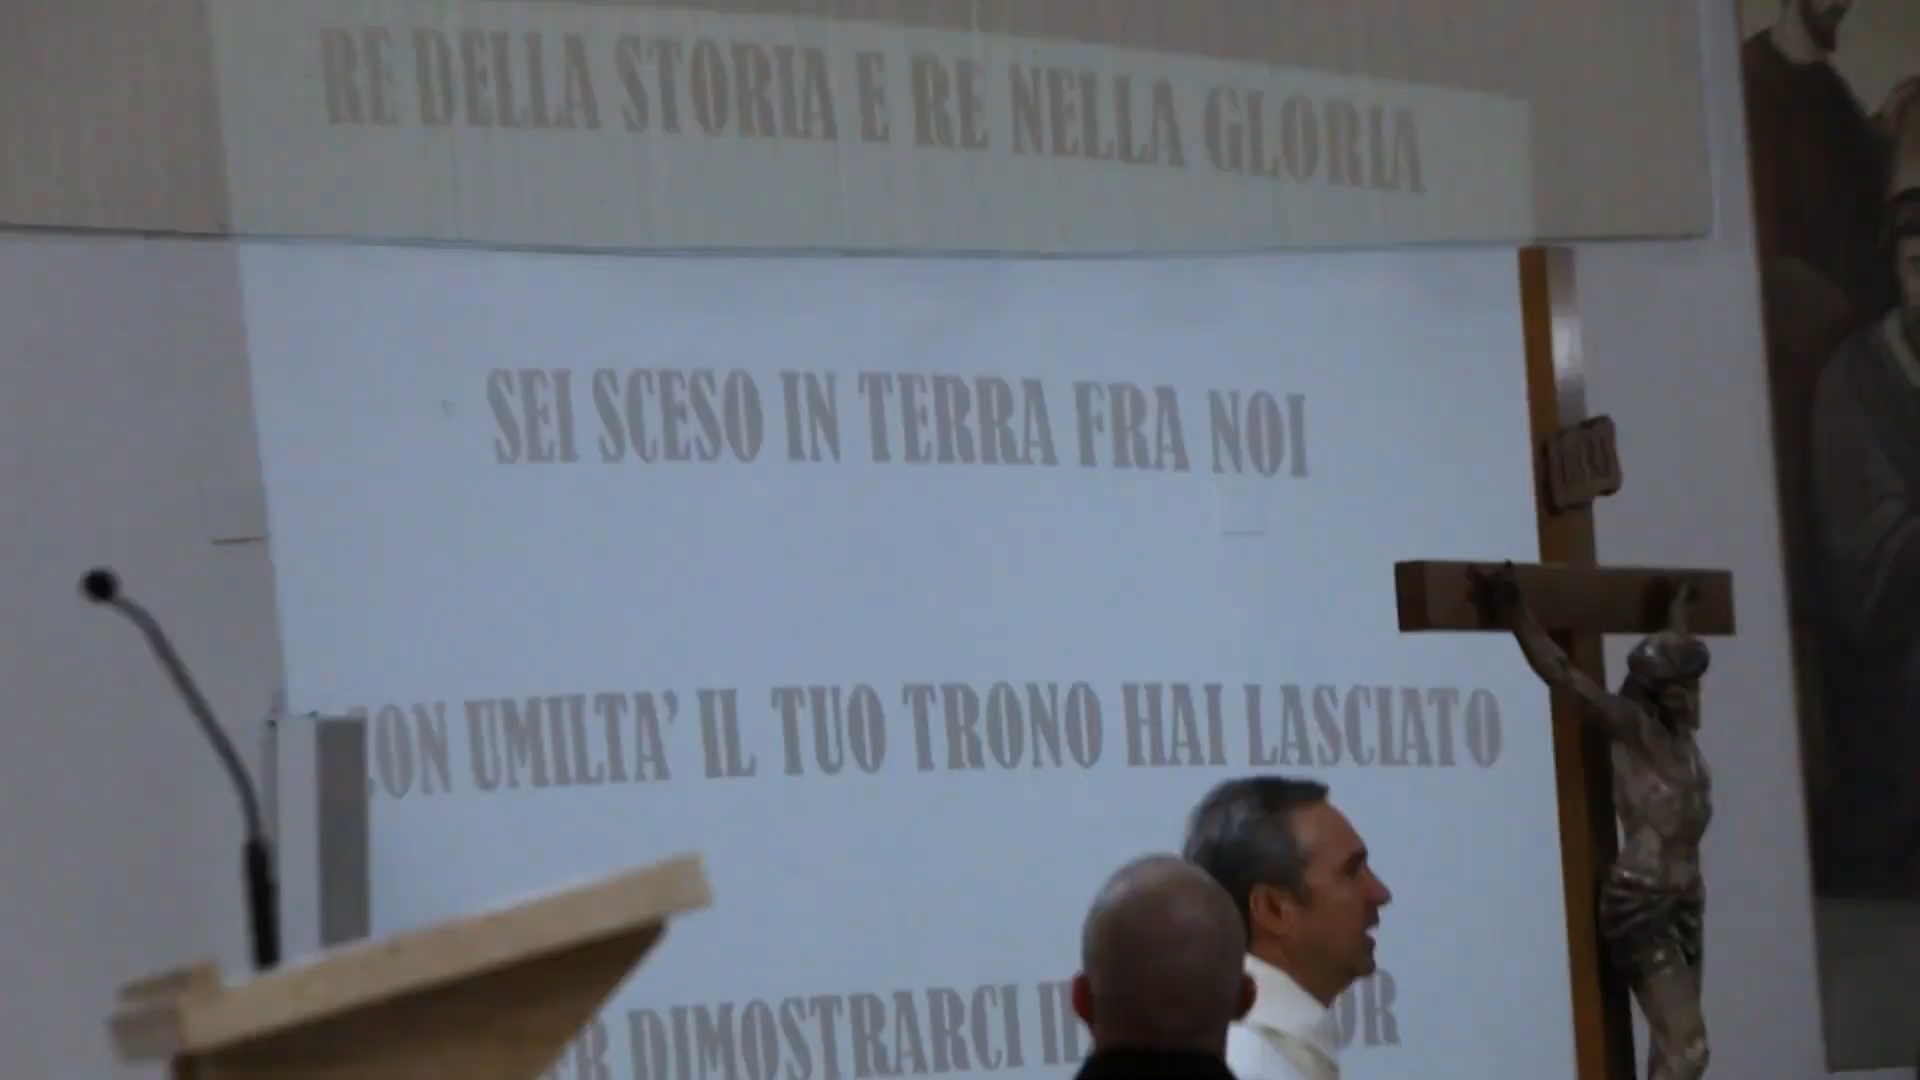 RE DELLA STORIA E RE NELLA GLORIA
SEI SCESO IN TERRA FRA NOI
CON UMILTA' IL TUO TRONO HAI LASCIATO
DIMOSTRARCI